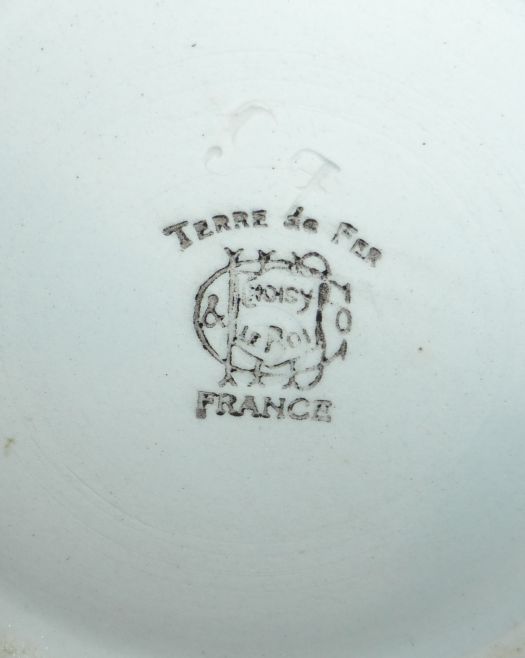 TERRE de FER
CHOISY
& LE ROI
FRANCE